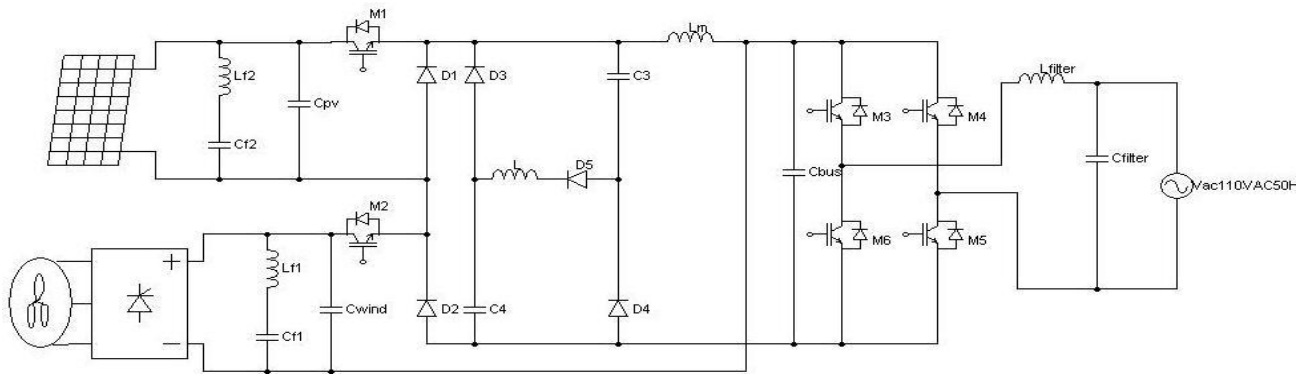 M1
Lm
Lf2
Cpv
D1
D3
C3
Lfilter
M3
M4
Cf2
L
D5
Cbus
Cfilter
Vac110VAC50H
M2
+
Lf1
Cwind
D2
C4
D4
M6
M5
Cf1
−